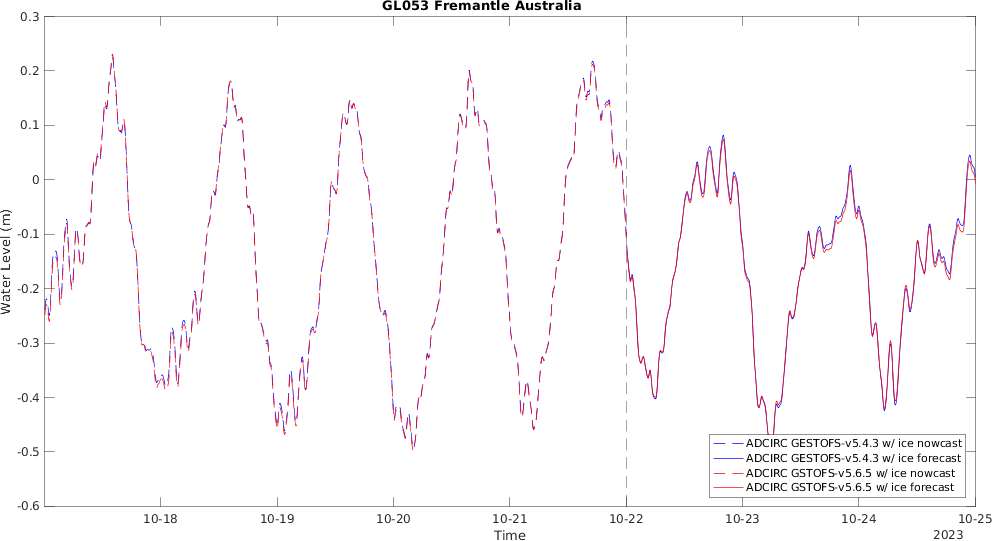 GL053 Fremantle Australia
0.3
0.2
0.1
0
-0.1
-0.2
-0.3
-0.4
-0.5
-0.6
Water Level (m)
ADCIRC GESTOFS-v5.4.3 w/ ice nowcast
ADCIRC GESTOFS-v5.4.3 w/ ice forecast
ADCIRC GSTOFS-v5.6.5 w/ ice nowcast
ADCIRC GSTOFS-v5.6.5 w/ ice forecast
10-18 10-19 10-20 10-21 10-22 10-23 10-24 10-25
Time
2023